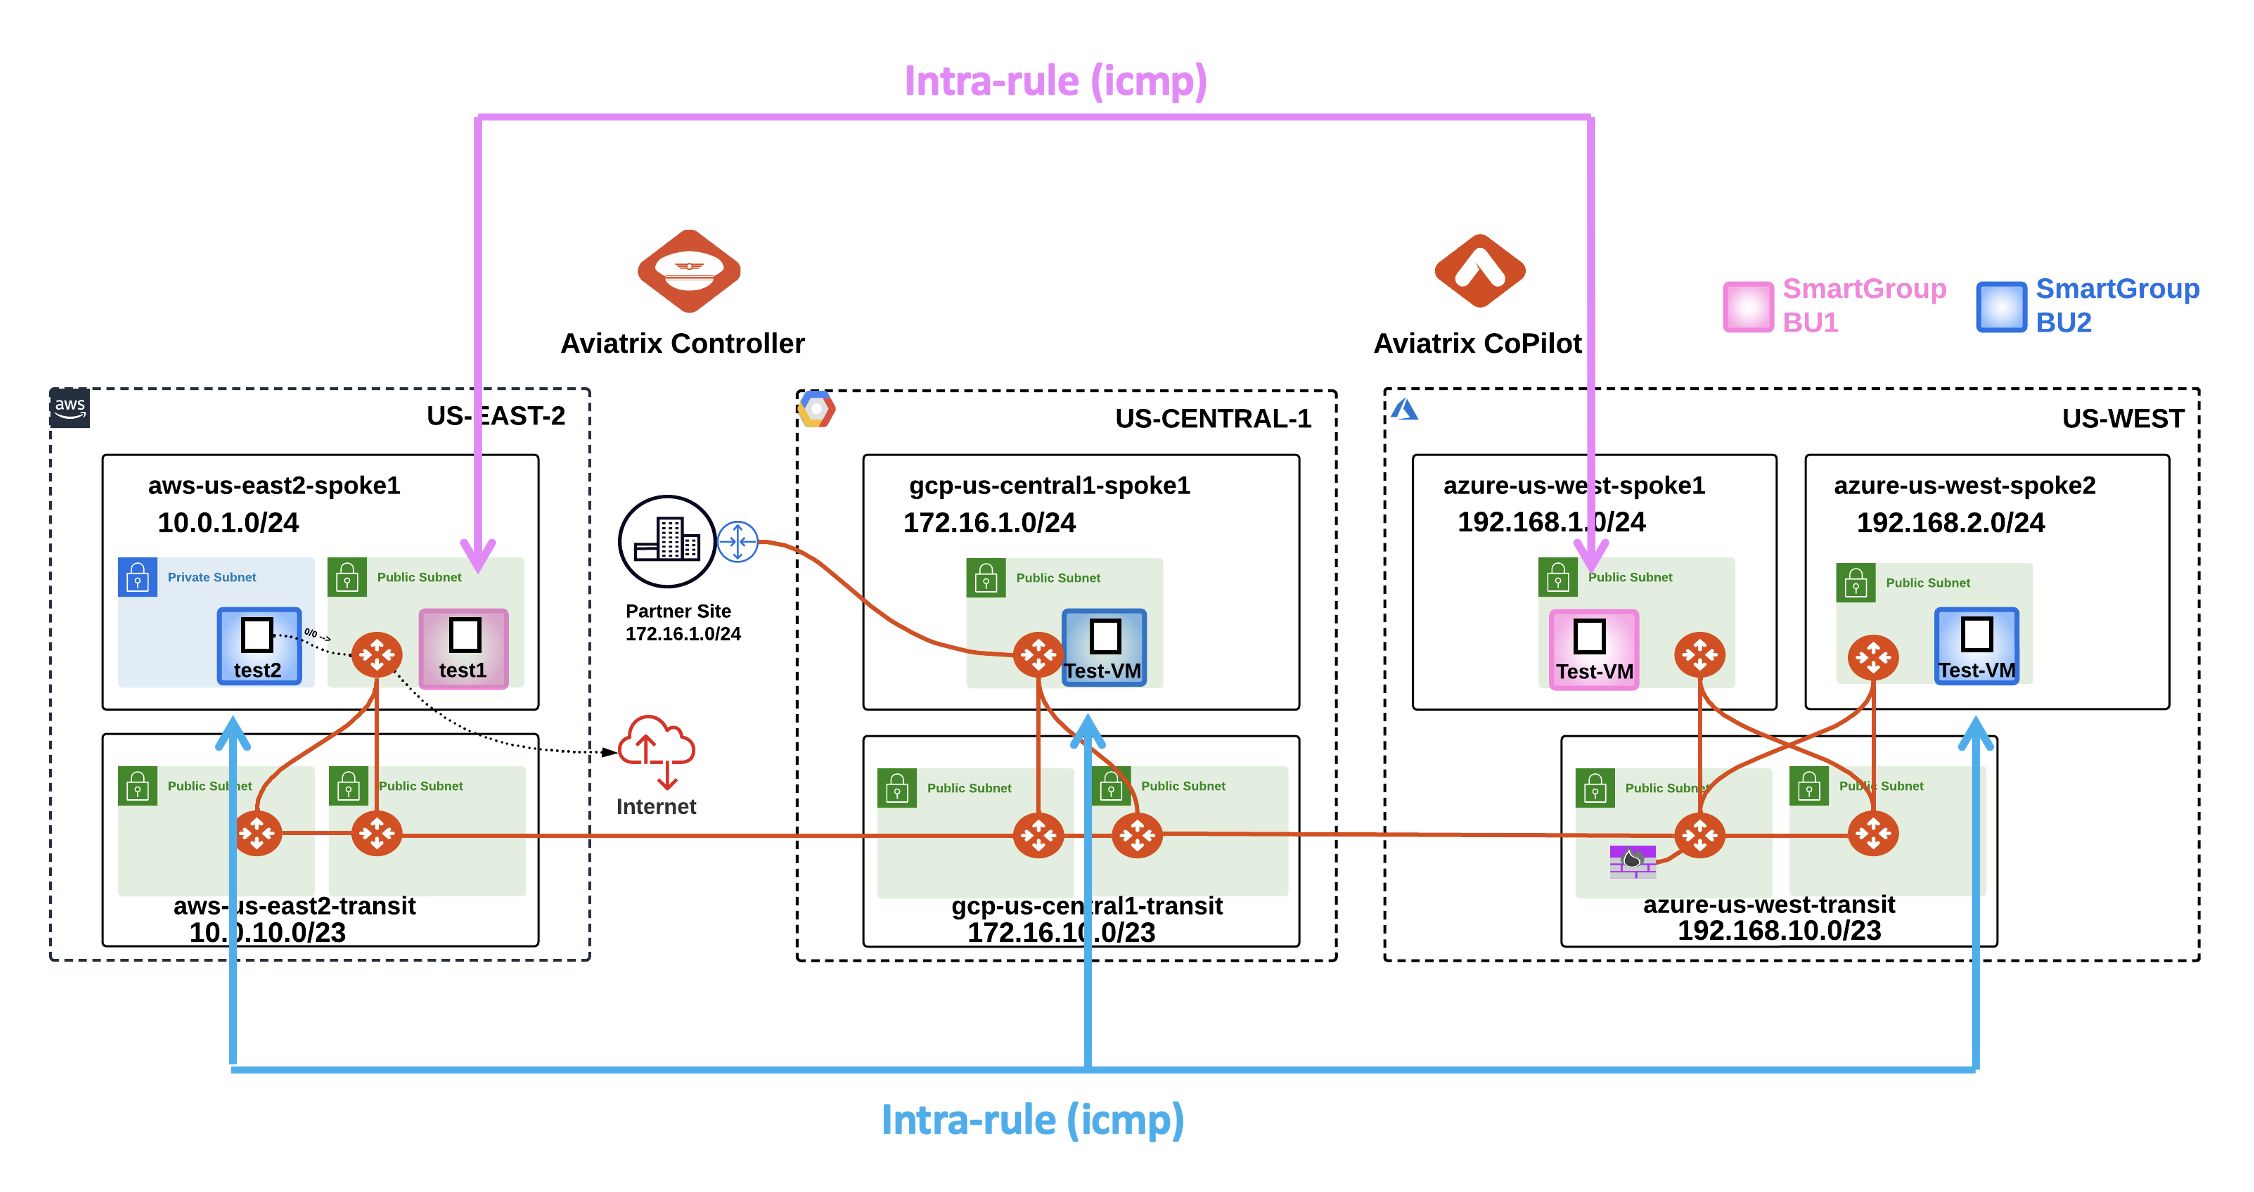 Intra-rule (icmp)
Aviatrix Controller
Aviatrix CoPilot
SmartGroup
BU1
SmartGroup
BU2
aws
US-EAST-2
aws-us-east2-spoke1
10.0.1.0/24
Private Subnet
Public Subnet
test2
0/0 -->
test1
aws-us-east2-transit
10.0.10.0/23
Public Subnet
Public Subnet
Partner Site
172.16.1.0/24
Internet
US-CENTRAL-1
gcp-us-central1-spoke1
172.16.1.0/24
Public Subnet
Test-VM
Public Subnet
Public Subnet
gcp-us-central1-transit
172.16.10.0/23
US-WEST
azure-us-west-spoke1
192.168.1.0/24
Public Subnet
Test-VM
azure-us-west-spoke2
192.168.2.0/24
Public Subnet
Test-VM
Public Subnet
Public Subnet
azure-us-west-transit
192.168.10.0/23
Intra-rule (icmp)